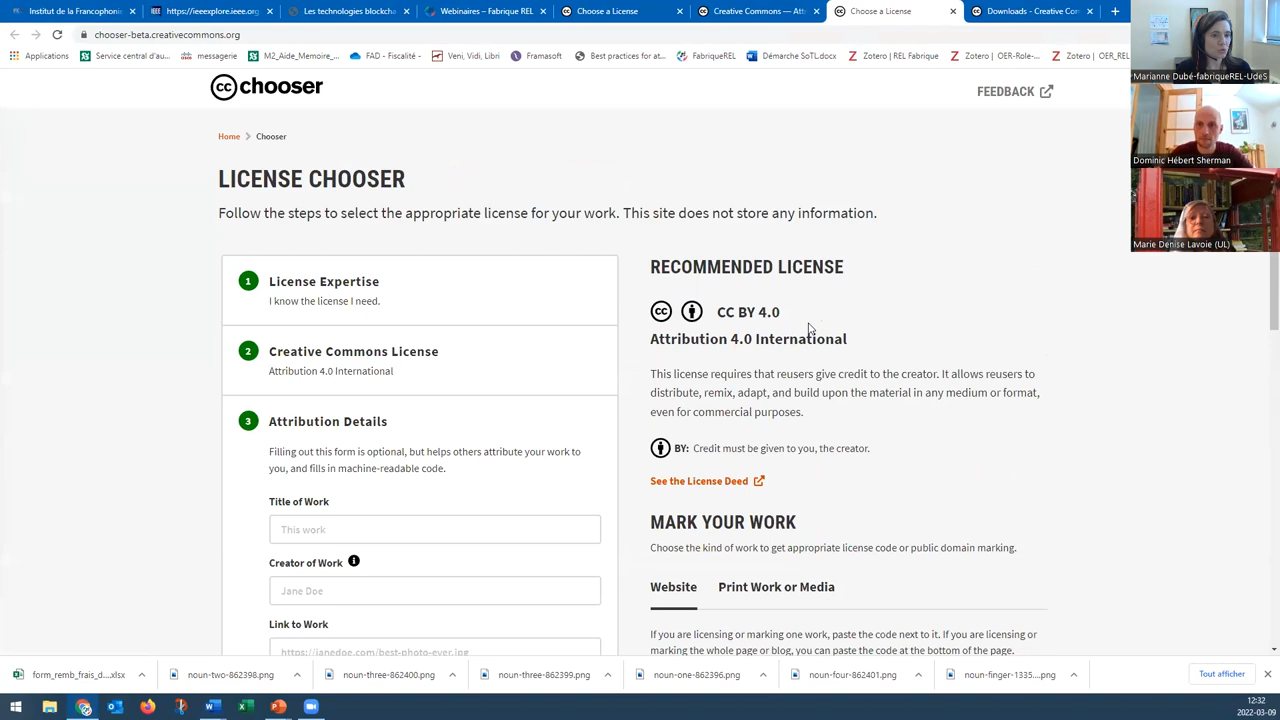 Institut de la Francophoni
https://ieeexplore.ieee.org
Les technologies blockcha
Webinaires – Fabrique REL
Choose a License
Creative Commons — Att
Choose a License
Downloads - Creative Com
chooser-beta.creativecommons.org
Applications
Service central d'au...
messagerie
M2_Aide_Memoire_...
FAD - Fiscalité -
Veni, Vidi, Libri
Framasoft
Best practices for at...
FabriqueREL
Démarche SoTL.docx
Zotero | REL Fabrique
Zotero | OER-Role-...
Zotero | OER_REL
Marianne Dubé-fabriqueREL-UdeS
Dominic Hébert Sherman
Marie Denise Lavoie (UL)
cc chooser
FEEDBACK
Home > Chooser
LICENSE CHOOSER
Follow the steps to select the appropriate license for your work. This site does not store any information.
1 License Expertise
I know the license I need.
2 Creative Commons License
Attribution 4.0 International
3 Attribution Details
Filling out this form is optional, but helps others attribute your work to
you, and fills in machine-readable code.
Title of Work
This work
Creator of Work
Jane Doe
Link to Work
https://janedoe.com/best-photo-ever.jpg
RECOMMENDED LICENSE
CC BY 4.0
Attribution 4.0 International
This license requires that reusers give credit to the creator. It allows reusers to
distribute, remix, adapt, and build upon the material in any medium or format,
even for commercial purposes.
BY: Credit must be given to you, the creator.
See the License Deed
MARK YOUR WORK
Choose the kind of work to get appropriate license code or public domain marking.
Website
Print Work or Media
If you are licensing or marking one work, paste the code next to it. If you are licensing or
marking the whole page or blog, you can paste the code at the bottom of the page.
form_remb_frais_d....xlsx
noun-two-862398.png
noun-three-862400.png
noun-three-862399.png
noun-one-862396.png
noun-four-862401.png
noun-finger-1335....png
Tout afficher
12:32
2022-03-09